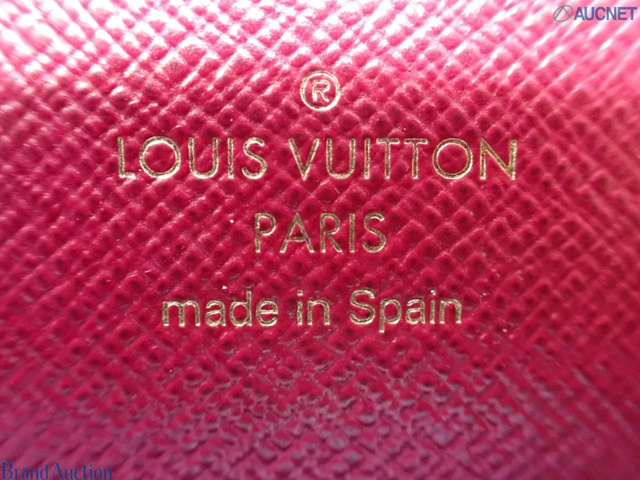 AUCNET
®
LOUIS VUITTON
PARIS
made in Spain
Brand Auction